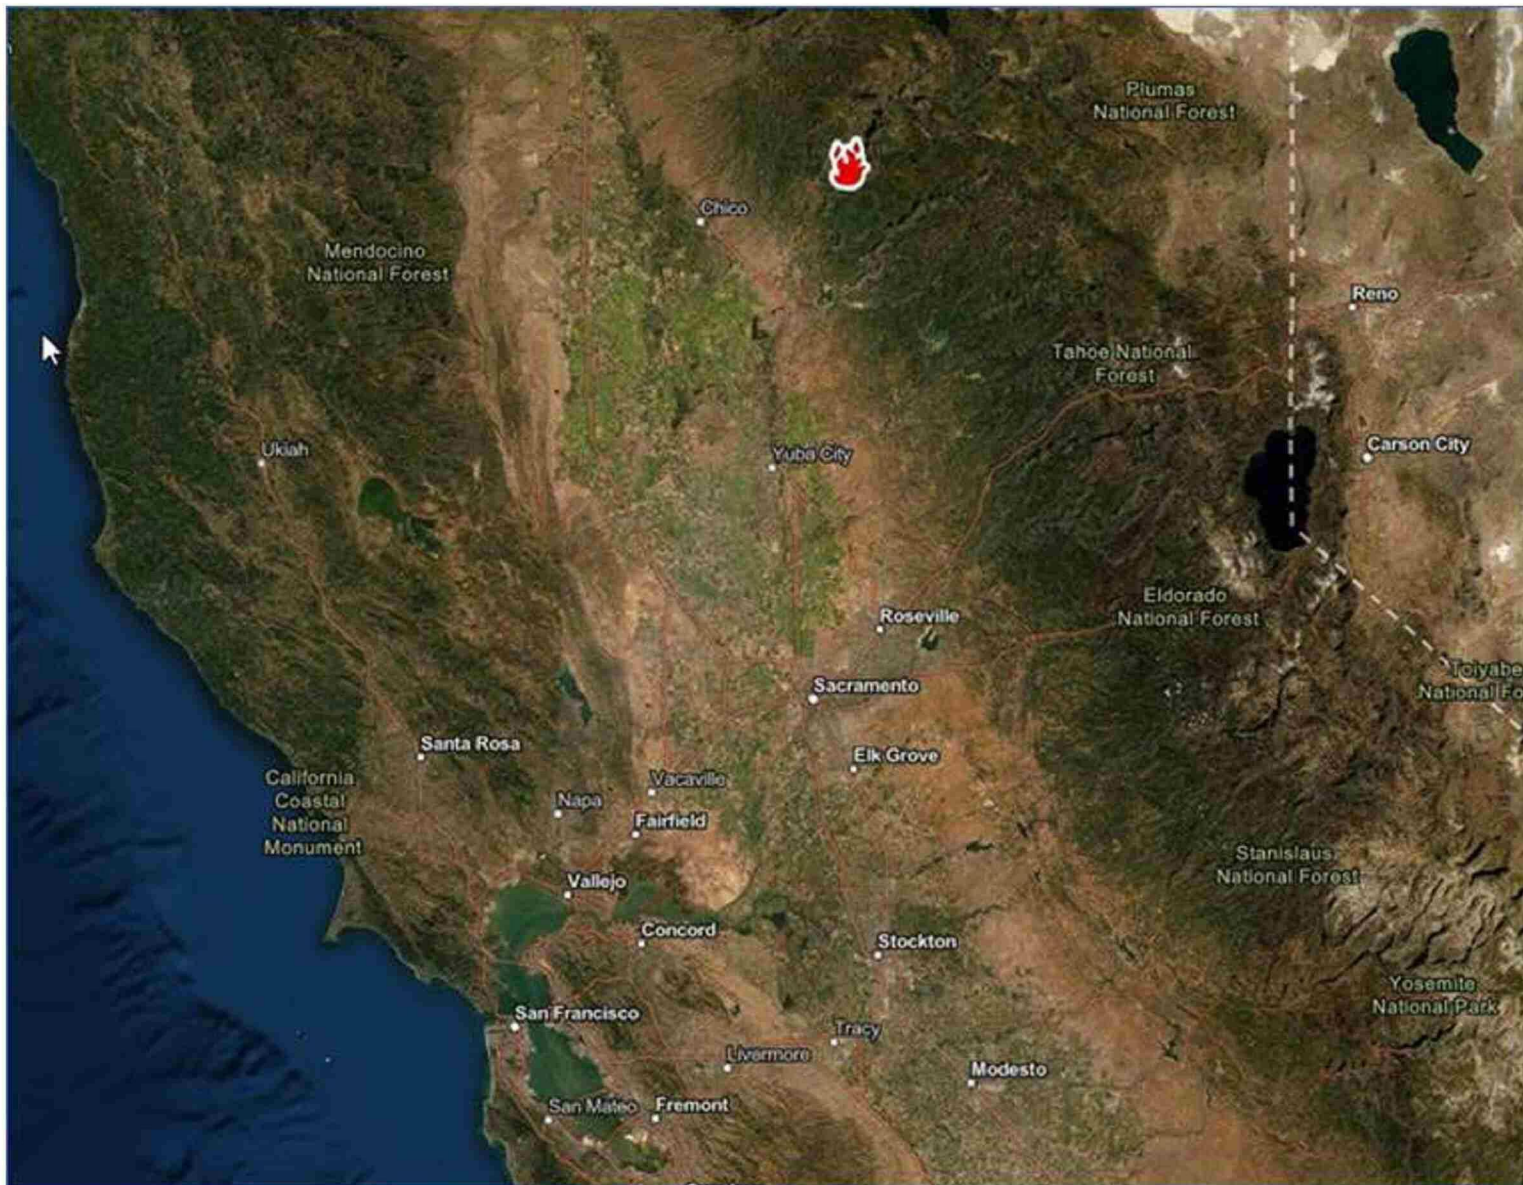 Plumas
National Forest
Chico
Mendocino
National Forest
Reno
Tahoe National
Forest
Ukiah
Yuba City
Carson City
Eldorado
National Forest
Roseville
Toiyabe
National Fo
Sacramento
Santa Rosa
Elk Grove
California
Coastal
National
Monument
Vacaville
Napa
Fairfield
Stanislaus
National Forest
Vallejo
Concord
Stockton
Yosemite
National Park
San Francisco
Tracy
Livermore
Modesto
San Mateo
Fremont